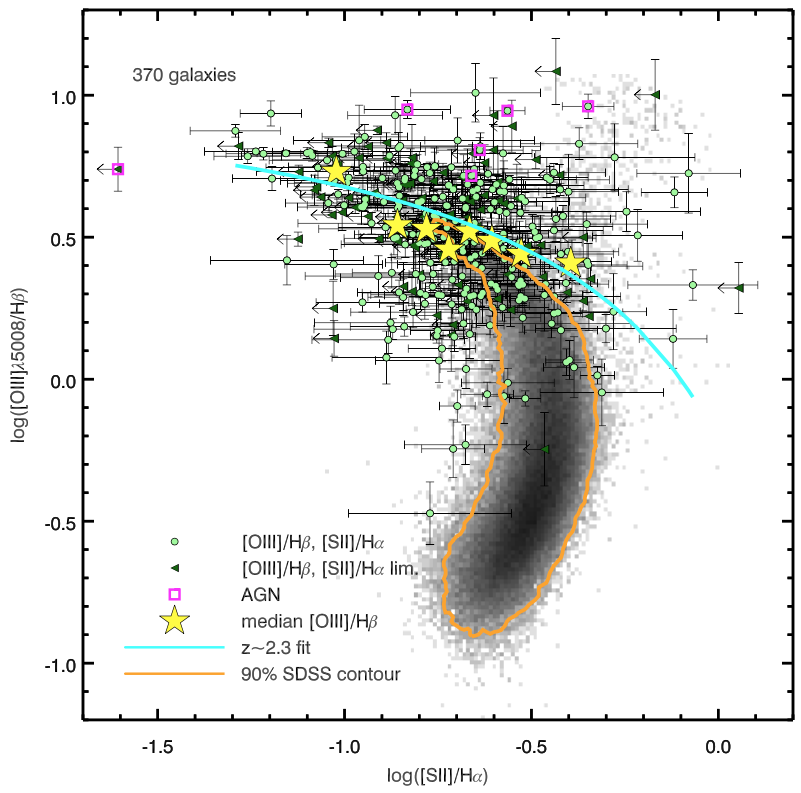 370 galaxies
1.0
0.5
0.0
-0.5
-1.0
log([OIII]λ5008/Hβ)
[OIII]/Hβ, [SII]/Hα
[OIII]/Hβ, [SII]/Hα lim.
AGN
median [OIII]/Hβ
z~2.3 fit
90% SDSS contour
-1.5 -1.0 -0.5 0.0
log([SII]/Hα)